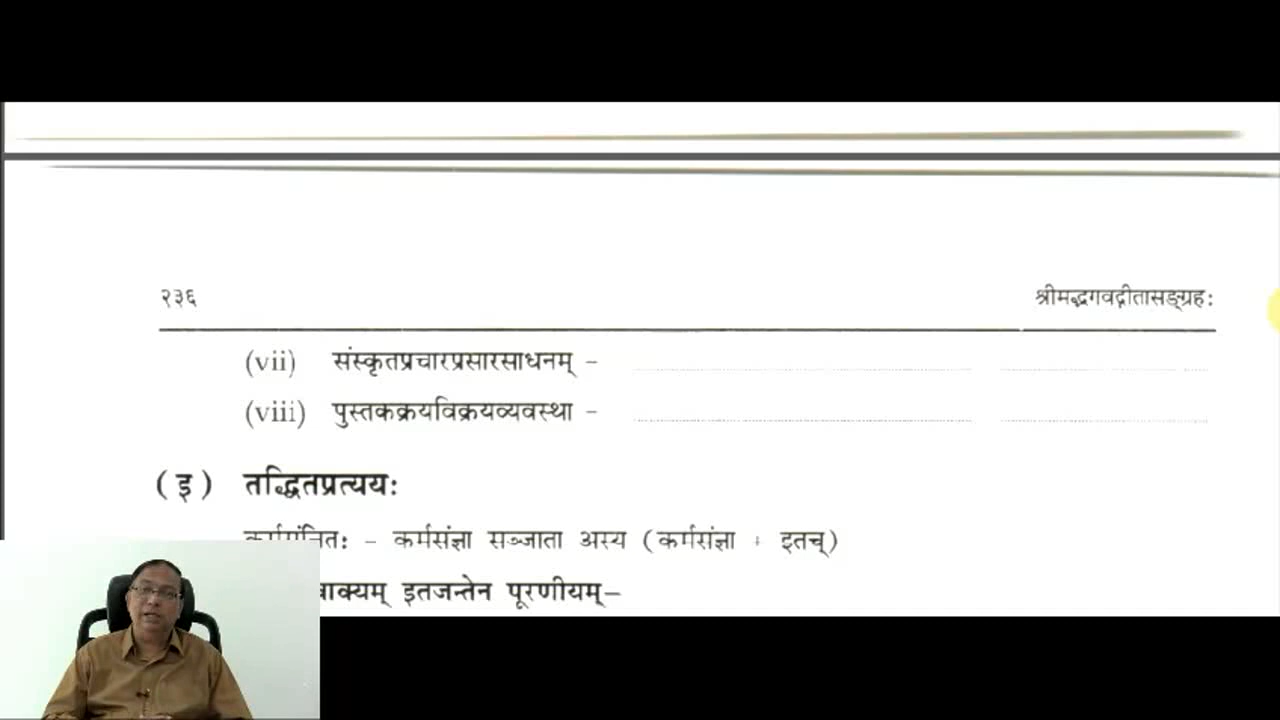 २३६ श्रीमद्भगवद्गीतासङ्ग्रहः
(vii) संस्कृतप्रचारप्रसारसाधनम् –
(viii) पुस्तकक्रयविक्रयव्यवस्था –
(इ) तद्धितप्रत्ययः
– कर्मसंज्ञा सञ्जाता अस्य (कर्मसंज्ञा + इतच्)
वाक्यम् इतजन्तेन पूरणीयम्–